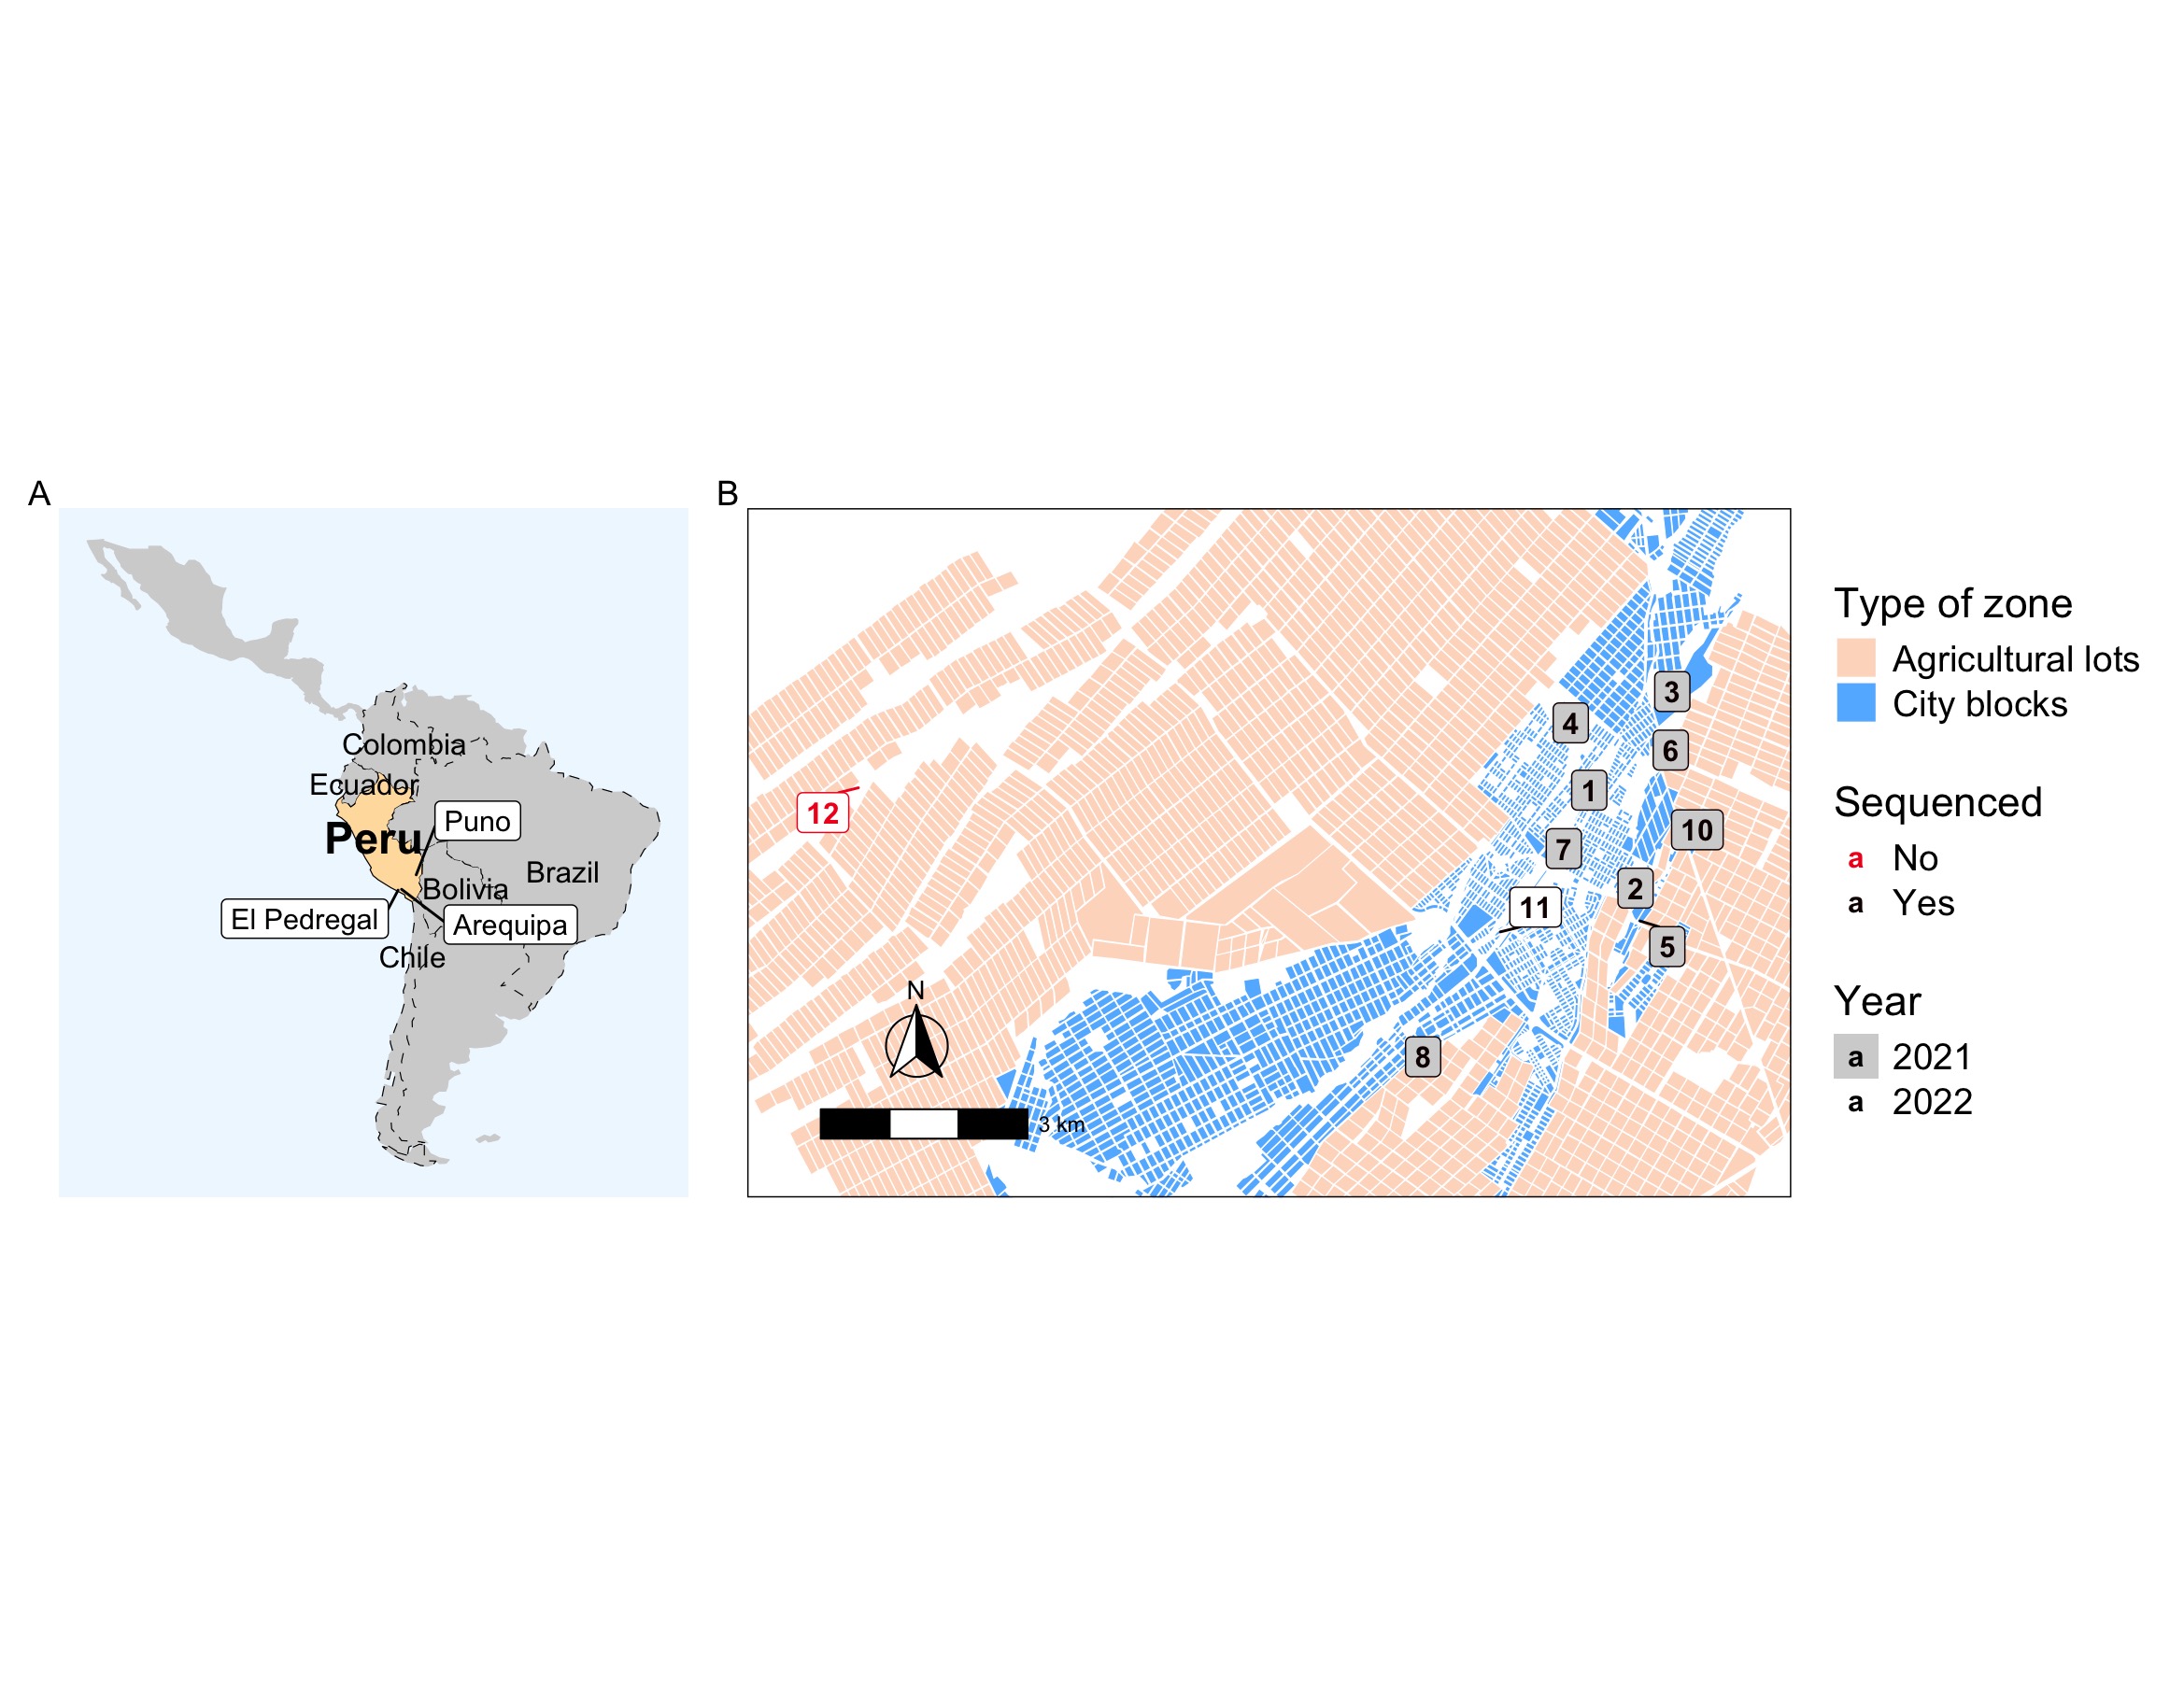 A
Colombia
Ecuador
Peru
Puno
Brazil
Bolivia
El Pedregal
Arequipa
Chile
B
3
4
6
1
12
10
7
2
11
5
N
8
3 km
Type of zone
Agricultural lots
City blocks
Sequenced
a No
a Yes
Year
a 2021
a 2022